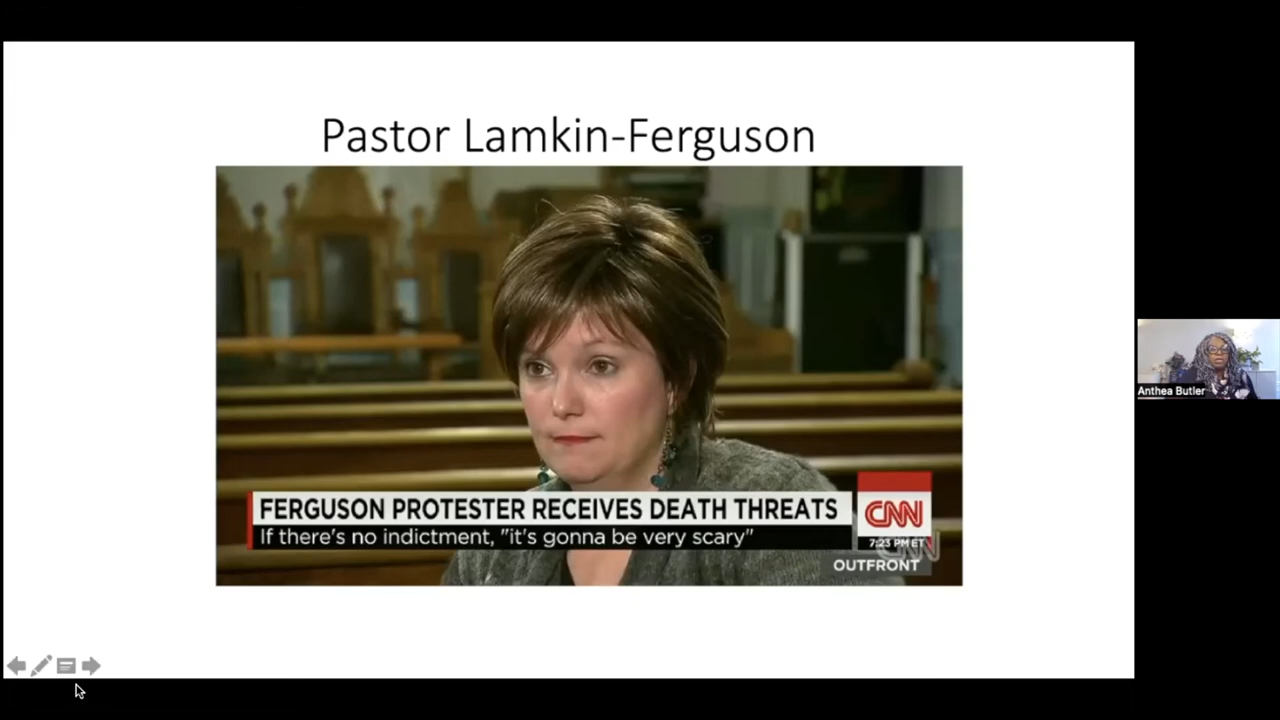 Pastor Lamkin-Ferguson
FERGUSON PROTESTER RECEIVES DEATH THREATS
If there's no indictment, "it's gonna be very scary"
CNN
7:23 PM ET
CNN
OUTFRONT
Anthea Butler